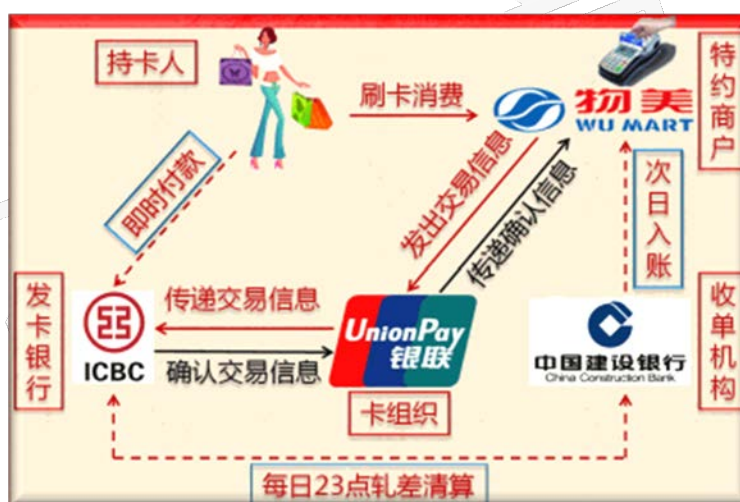 持卡人
刷卡消费
物美
WU MART
特约商户
即时付款
发出交易信息
传递确认信息
次日入账
发卡银行
ICBC
传递交易信息
确认交易信息
UnionPay
银联
中国建设银行
China Construction Bank
收单机构
卡组织
每日23点轧差清算